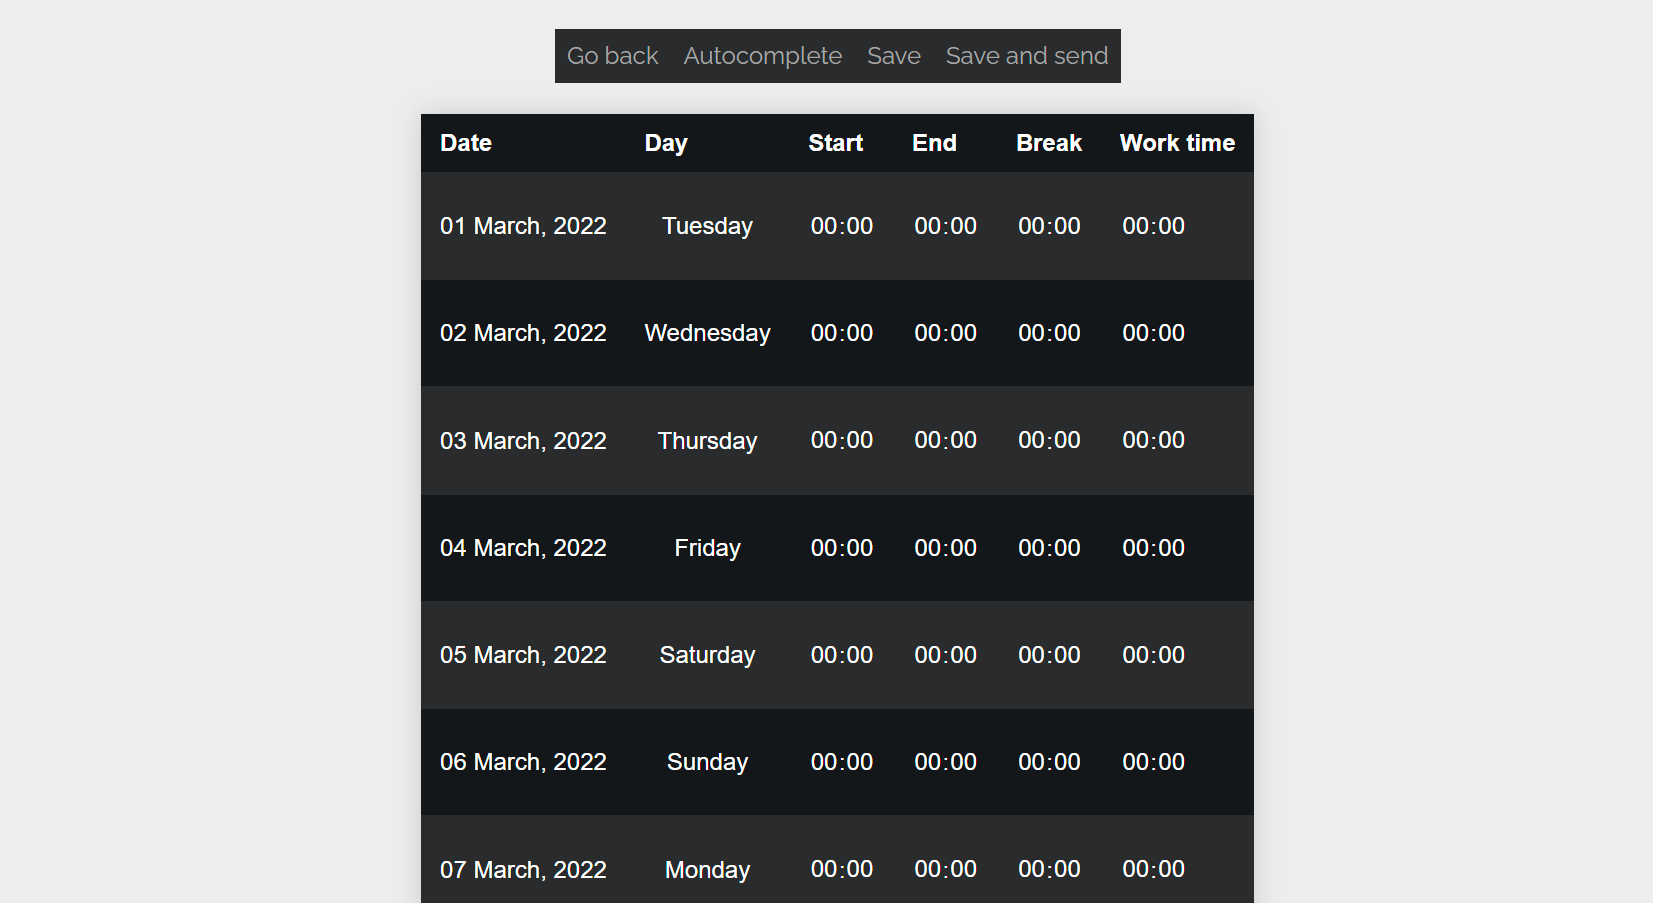 Go back Autocomplete Save Save and send
Date Day Start End Break Work time
01 March, 2022 Tuesday 00:00 00:00 00:00 00:00
02 March, 2022 Wednesday 00:00 00:00 00:00 00:00
03 March, 2022 Thursday 00:00 00:00 00:00 00:00
04 March, 2022 Friday 00:00 00:00 00:00 00:00
05 March, 2022 Saturday 00:00 00:00 00:00 00:00
06 March, 2022 Sunday 00:00 00:00 00:00 00:00
07 March, 2022 Monday 00:00 00:00 00:00 00:00